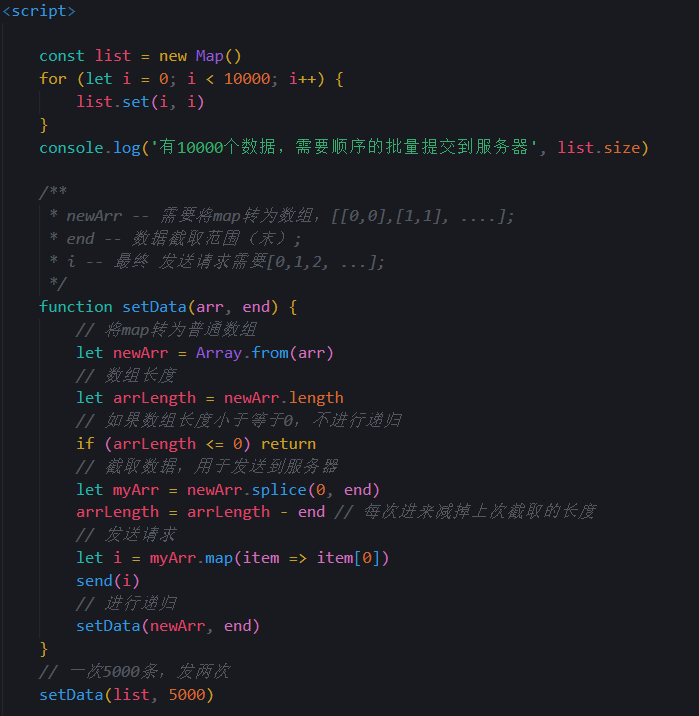 <script>
const list = new Map()
for (let i = 0; i < 10000; i++) {
list.set(i, i)
}
console.log('有10000个数据，需要顺序的批量提交到服务器', list.size)
/**
* newArr -- 需要将map转为数组，[[0,0],[1,1], ....];
* end -- 数据截取范围（末）;
* i -- 最终 发送请求需要[0,1,2, ...];
*/
function setData(arr, end) {
// 将map转为普通数组
let newArr = Array.from(arr)
// 数组长度
let arrLength = newArr.length
// 如果数组长度小于等于0，不进行递归
if (arrLength <= 0) return
// 截取数据，用于发送到服务器
let myArr = newArr.splice(0, end)
arrLength = arrLength - end // 每次进来减掉上次截取的长度
// 发送请求
let i = myArr.map(item => item[0])
send(i)
// 进行递归
setData(newArr, end)
}
// 一次5000条，发两次
setData(list, 5000)